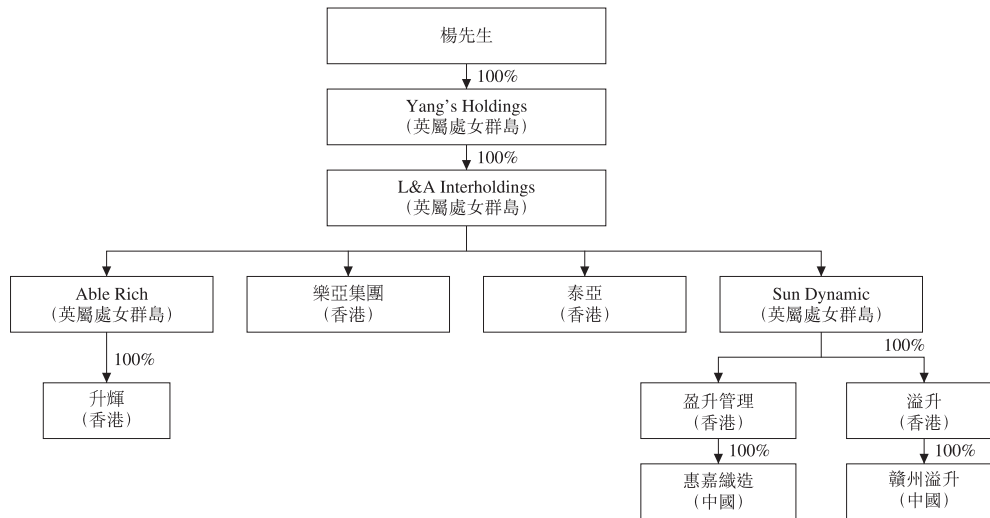 楊先生
100%
Yang's Holdings
（英屬處女群島）
100%
L&A Interholdings
（英屬處女群島）
Able Rich
（英屬處女群島）
樂亞集團
（香港）
泰亞
（香港）
Sun Dynamic
（英屬處女群島）
100%
100%
升輝
（香港）
盈升管理
（香港）
溢升
（香港）
100%
100%
惠嘉織造
（中國）
贛州溢升
（中國）